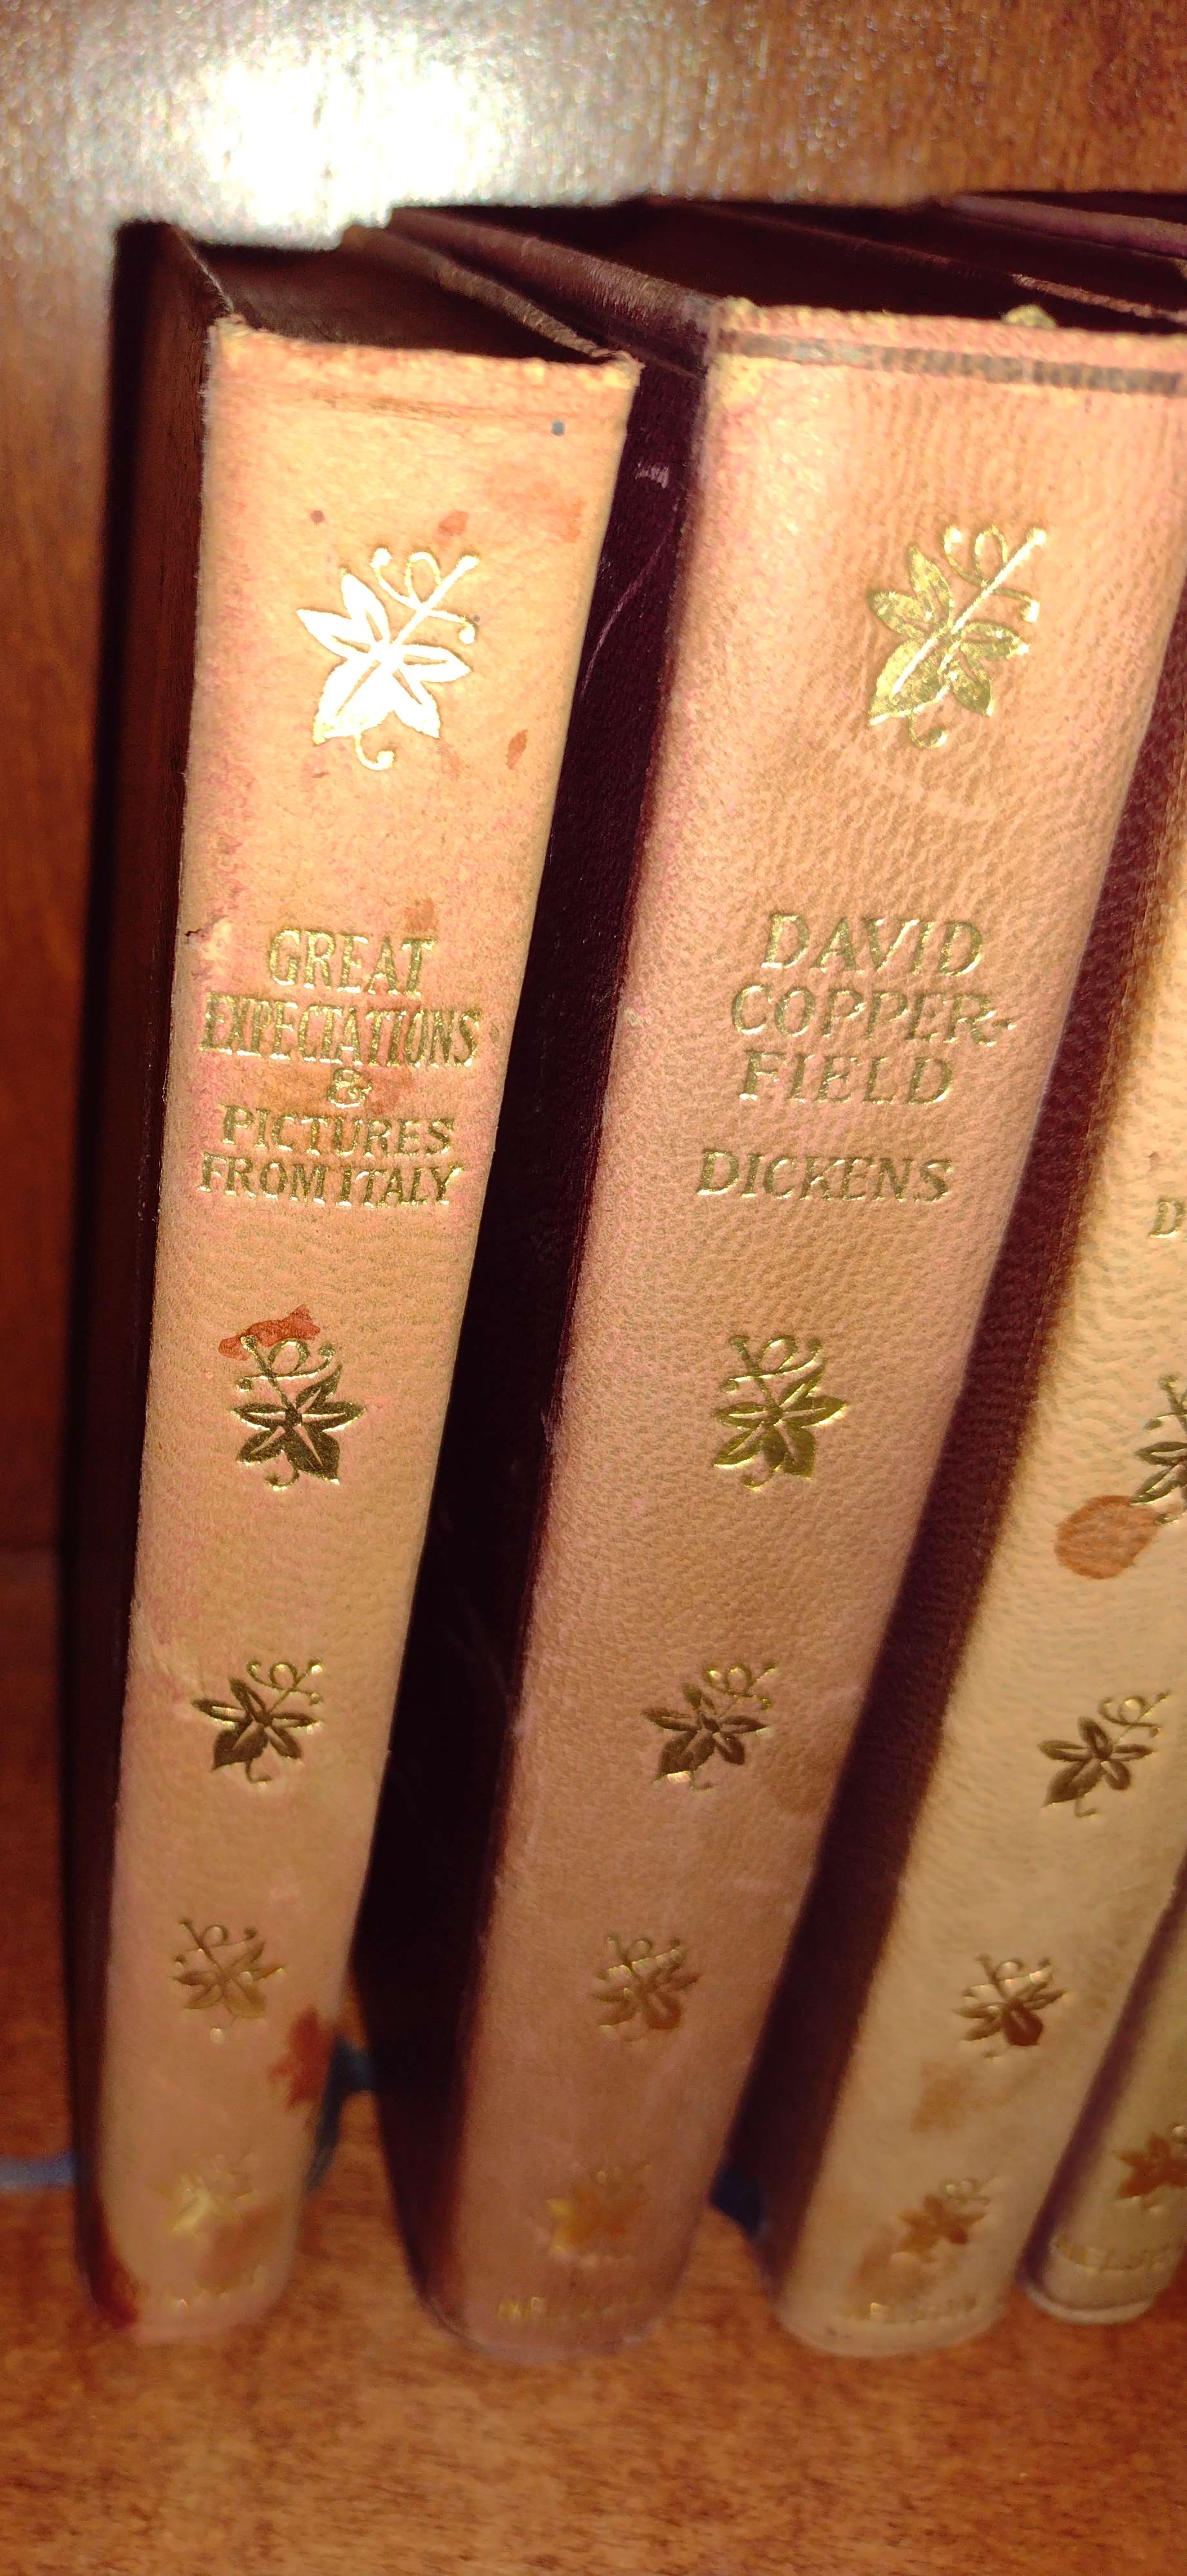 GREAT
EXPECTATIONS
&
PICTURES
FROM ITALY
DAVID
COPPER-
FIELD
DICKENS
D